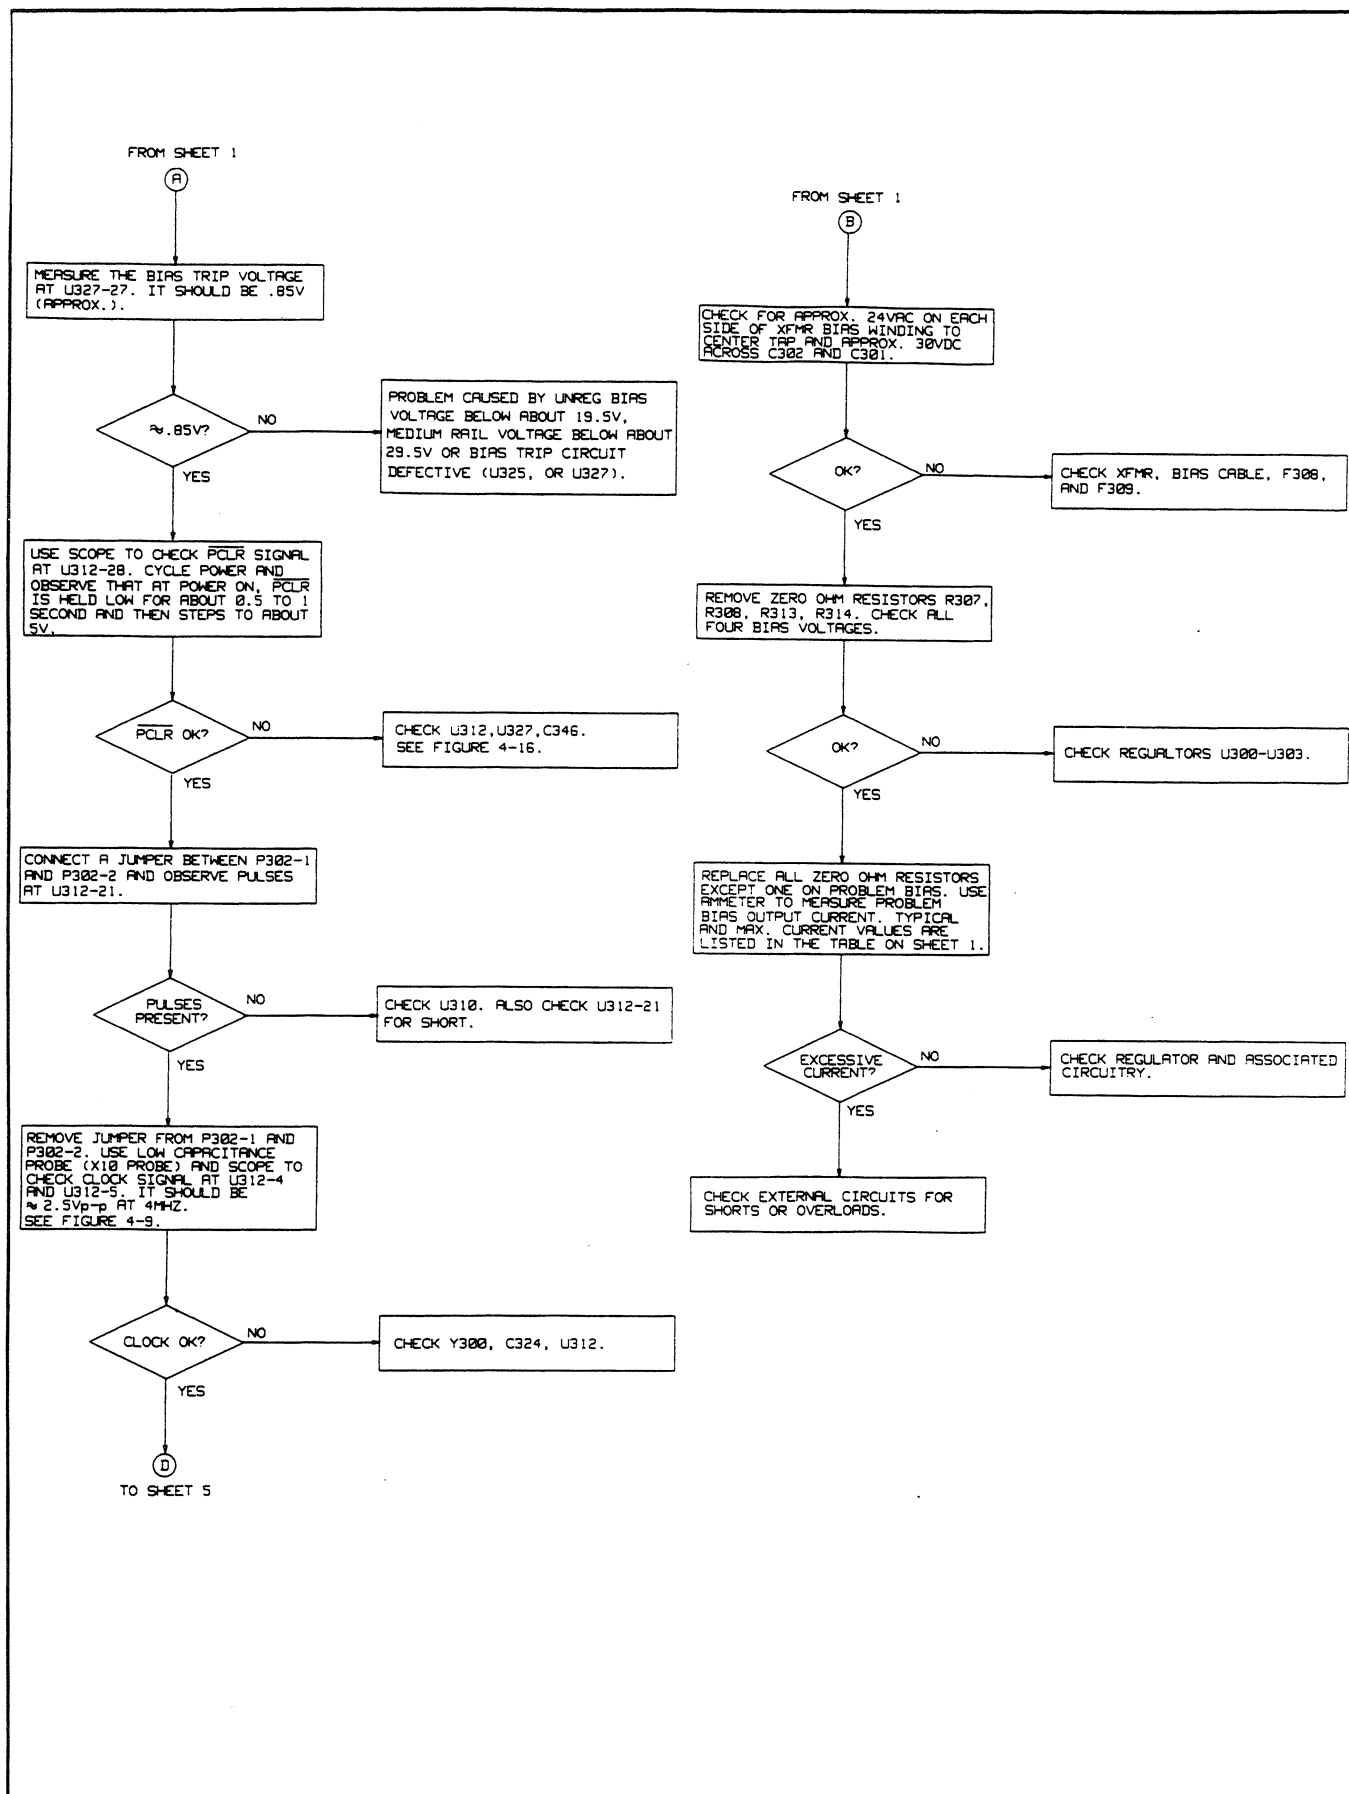 FROM SHEET 1
A
MEASURE THE BIAS TRIP VOLTAGE
AT U327-27. IT SHOULD BE .85V
(APPROX.).
≈.85V?
NO
PROBLEM CAUSED BY UNREG BIAS
VOLTAGE BELOW ABOUT 19.5V,
MEDIUM RAIL VOLTAGE BELOW ABOUT
29.5V OR BIAS TRIP CIRCUIT
DEFECTIVE (U325, OR U327).
YES
USE SCOPE TO CHECK P̅C̅L̅R̅ SIGNAL
AT U312-28. CYCLE POWER AND
OBSERVE THAT AT POWER ON, P̅C̅L̅R̅
IS HELD LOW FOR ABOUT 0.5 TO 1
SECOND AND THEN STEPS TO ABOUT
5V.
P̅C̅L̅R̅ OK?
NO
CHECK U312,U327,C346.
SEE FIGURE 4-16.
YES
CONNECT A JUMPER BETWEEN P302-1
AND P302-2 AND OBSERVE PULSES
AT U312-21.
PULSES
PRESENT?
NO
CHECK U310. ALSO CHECK U312-21
FOR SHORT.
YES
REMOVE JUMPER FROM P302-1 AND
P302-2. USE LOW CAPACITANCE
PROBE (X10 PROBE) AND SCOPE TO
CHECK CLOCK SIGNAL AT U312-4
AND U312-5. IT SHOULD BE
≈ 2.5Vp-p AT 4MHZ.
SEE FIGURE 4-9.
CLOCK OK?
NO
CHECK Y300, C324, U312.
YES
D
TO SHEET 5
FROM SHEET 1
B
CHECK FOR APPROX. 24VAC ON EACH
SIDE OF XFMR BIAS WINDING TO
CENTER TAP AND APPROX. 30VDC
ACROSS C302 AND C301.
OK?
NO
CHECK XFMR, BIAS CABLE, F308,
AND F309.
YES
REMOVE ZERO OHM RESISTORS R307,
R308, R313, R314. CHECK ALL
FOUR BIAS VOLTAGES.
OK?
NO
CHECK REGUALTORS U300-U303.
YES
REPLACE ALL ZERO OHM RESISTORS
EXCEPT ONE ON PROBLEM BIAS. USE
AMMETER TO MEASURE PROBLEM
BIAS OUTPUT CURRENT. TYPICAL
AND MAX. CURRENT VALUES ARE
LISTED IN THE TABLE ON SHEET 1.
EXCESSIVE
CURRENT?
NO
CHECK REGULATOR AND ASSOCIATED
CIRCUITRY.
YES
CHECK EXTERNAL CIRCUITS FOR
SHORTS OR OVERLOADS.